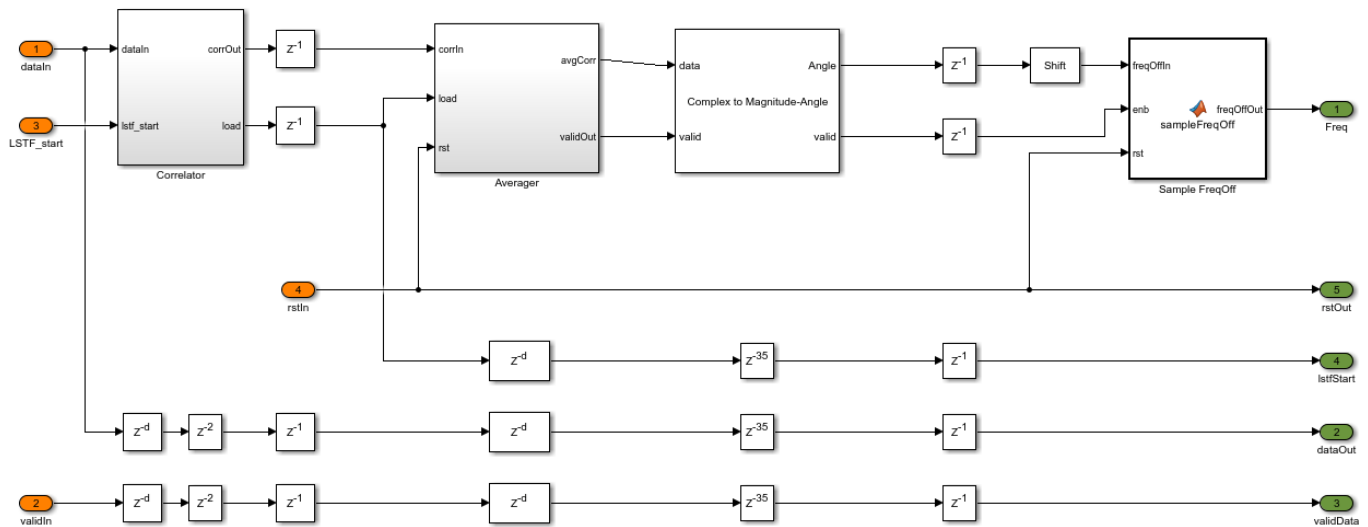 1
dataIn
3
LSTF_start
dataIn
corrOut
lstf_start
load
Correlator
z-1
z-1
corrIn
avgCorr
load
validOut
rst
Averager
data
Angle
Complex to Magnitude-Angle
valid
valid
z-1
Shift
z-1
freqOffIn
enb
freqOffOut
sampleFreqOff
rst
Sample FreqOff
1
Freq
4
rstIn
5
rstOut
z-d
z-35
z-1
4
lstfStart
z-d
z-2
z-1
z-d
z-35
z-1
2
dataOut
2
validIn
z-d
z-2
z-1
z-d
z-35
z-1
3
validData